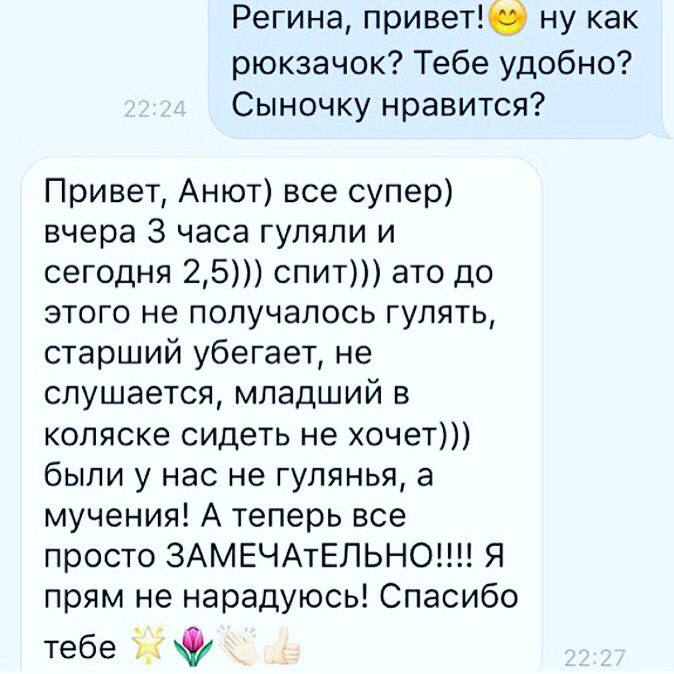 Регина, привет!😊 ну как
рюкзачок? Тебе удобно?
Сыночку нравится?
22:24
Привет, Анют) все супер)
вчера 3 часа гуляли и
сегодня 2,5))) спит))) ато до
этого не получалось гулять,
старший убегает, не
слушается, младший в
коляске сидеть не хочет)))
были у нас не гулянья, а
мучения! А теперь все
просто ЗАМЕЧАтЕЛЬНО!!!! Я
прям не нарадуюсь! Спасибо
тебе 🌟🌷👏🏻👍🏻
22:27